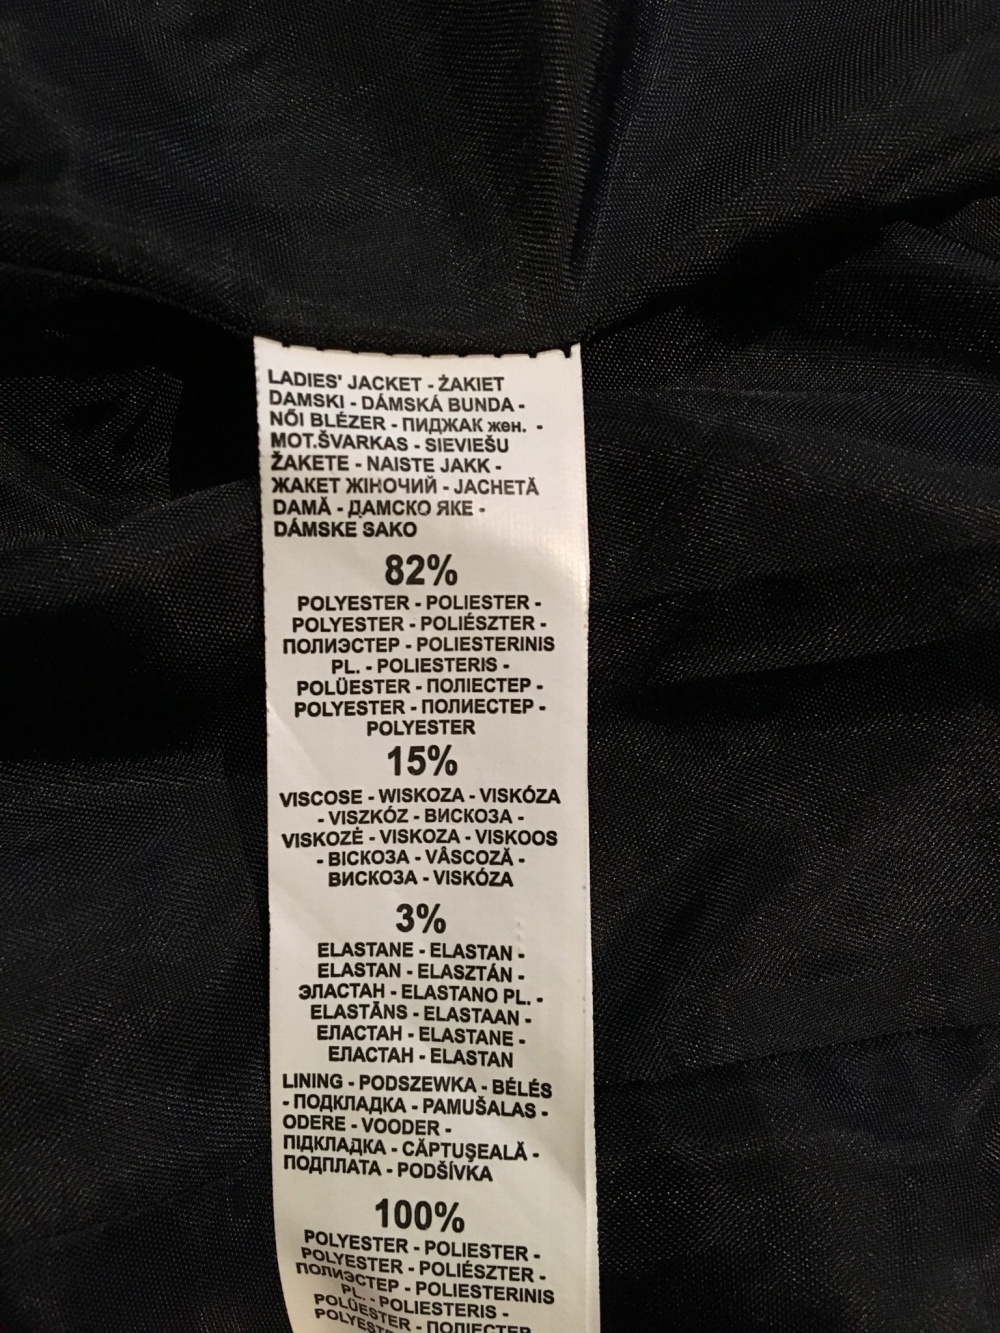 LADIES' JACKET - ŻAKIET
DAMSKI - DÁMSKÁ BUNDA -
NŐI BLÉZER - ПИДЖАК жен. -
MOT.ŠVARKAS - SIEVIEŠU
ŽAKETE - NAISTE JAKK -
ЖАКЕТ ЖІНОЧИЙ - JACHETĂ
DAMĂ - ДАМСКО ЯКЕ -
DÁMSKE SAKO
82%
POLYESTER - POLIESTER -
POLYESTER - POLIÉSZTER -
ПОЛИЭСТЕР - POLIESTERINIS
PL. - POLIESTERIS -
POLÜESTER - ПОЛІЕСТЕР -
POLYESTER - ПОЛИЕСТЕР -
POLYESTER
15%
VISCOSE - WISKOZA - VISKÓZA
- VISZKÓZ - ВИСКОЗА -
VISKOZĖ - VISKOZA - VISKOOS
- ВІСКОЗА - VÂSCOZĂ -
ВИСКОЗА - VISKÓZA
3%
ELASTANE - ELASTAN -
ELASTAN - ELASZTÁN -
ЭЛАСТАН - ELASTANO PL. -
ELASTĀNS - ELASTAAN -
ЕЛАСТАН - ELASTANE -
ЕЛАСТАН - ELASTAN
LINING - PODSZEWKA - BÉLÉS
- ПОДКЛАДКА - PAMUŠALAS -
ODERE - VOODER -
ПІДКЛАДКА - CĂPTUŞEALĂ -
ПОДПЛАТА - PODŠÍVKA
100%
POLYESTER - POLIESTER -
POLYESTER - POLIÉSZTER -
ПОЛИЭСТЕР - POLIESTERINIS
PL. - POLIESTERIS -
POLÜESTER - ПОЛІЕСТЕР
POLYESTER